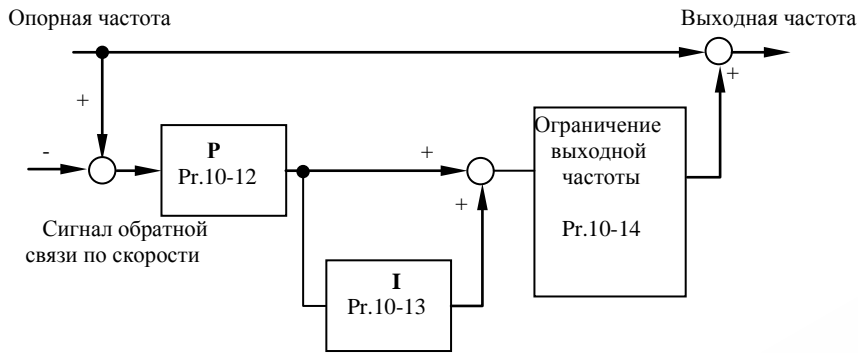 Опорная частота
Выходная частота
+
+
-
P
Pr.10-12
+
+
Ограничение
выходной
частоты
Pr.10-14
Сигнал обратной
связи по скорости
I
Pr.10-13